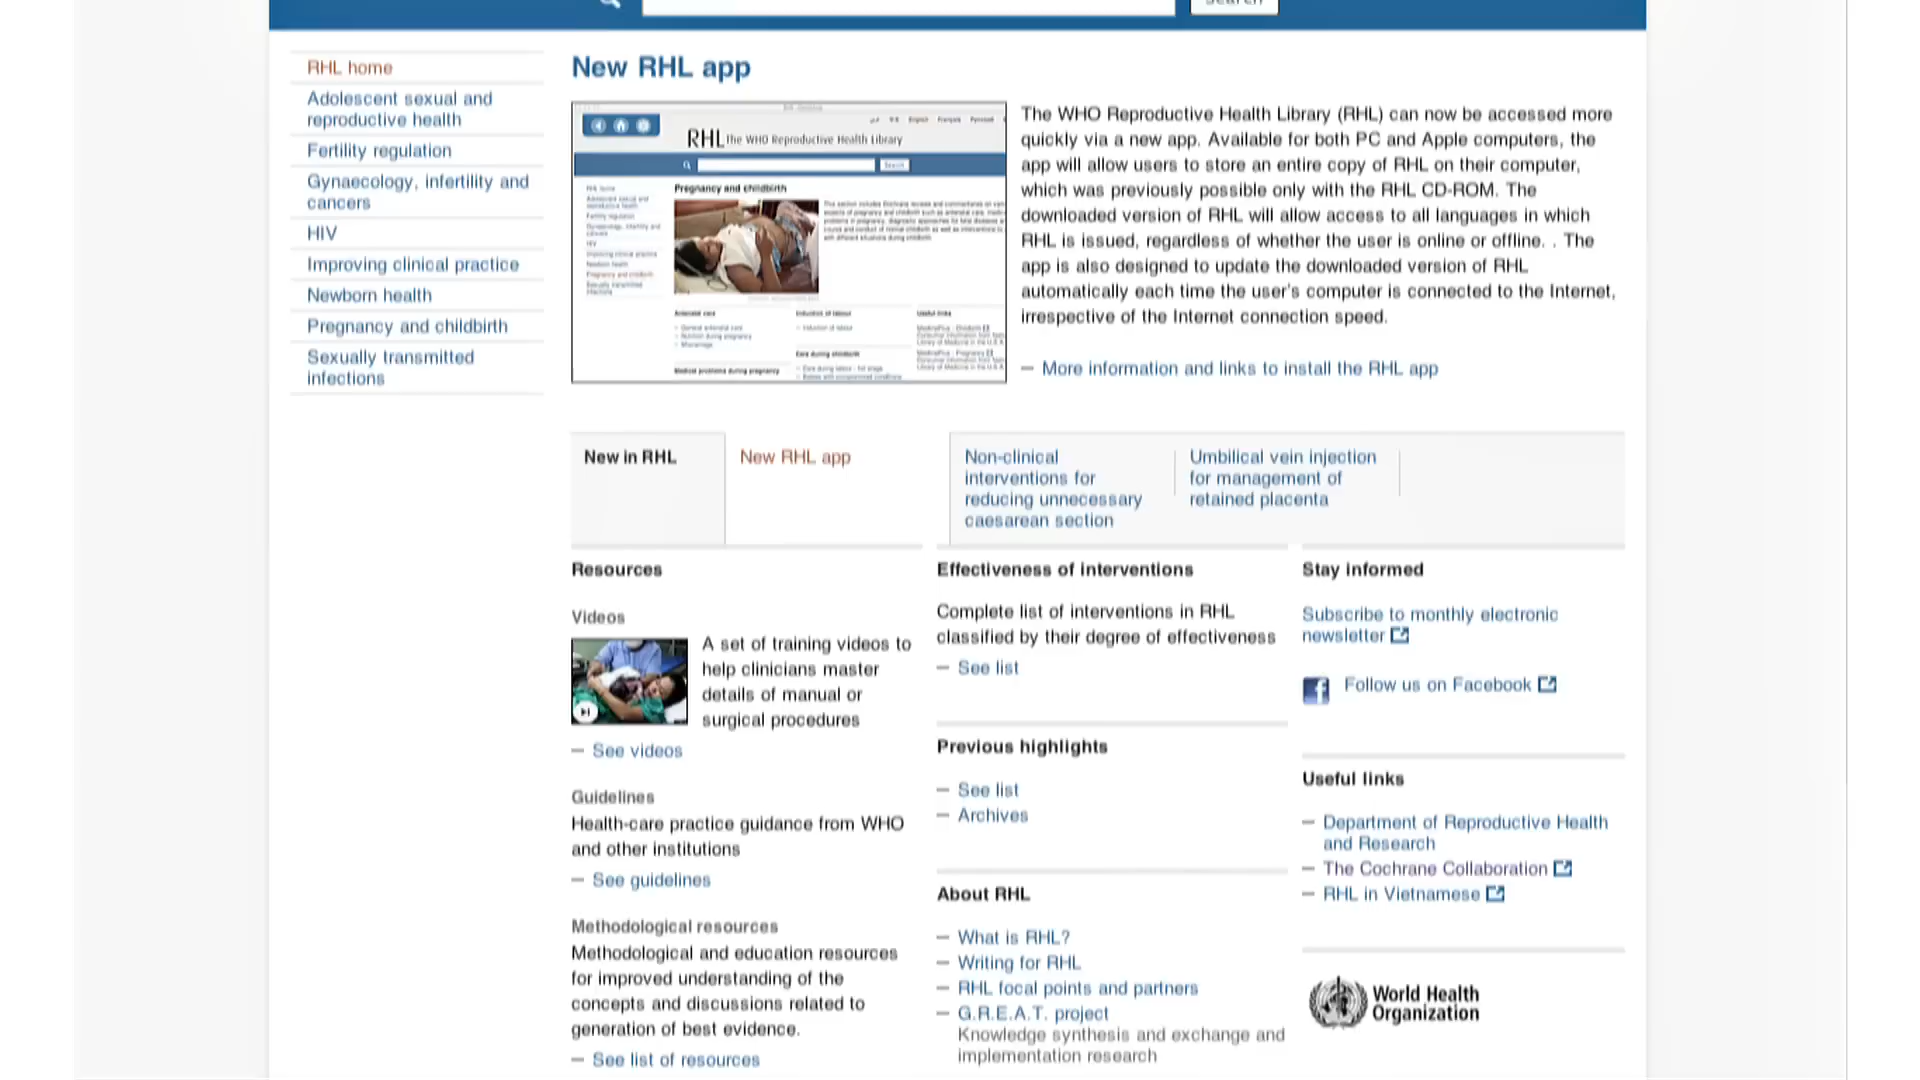 RHL home
Adolescent sexual and
reproductive health
Fertility regulation
Gynaecology, infertility and
cancers
HIV
Improving clinical practice
Newborn health
Pregnancy and childbirth
Sexually transmitted
infections
New RHL app
RHL The WHO Reproductive Health Library
Pregnancy and childbirth
The WHO Reproductive Health Library (RHL) can now be accessed more
quickly via a new app. Available for both PC and Apple computers, the
app will allow users to store an entire copy of RHL on their computer,
which was previously possible only with the RHL CD-ROM. The
downloaded version of RHL will allow access to all languages in which
RHL is issued, regardless of whether the user is online or offline. . The
app is also designed to update the downloaded version of RHL
automatically each time the user's computer is connected to the Internet,
irrespective of the Internet connection speed.
— More information and links to install the RHL app
New in RHL
New RHL app
Non-clinical
interventions for
reducing unnecessary
caesarean section
Umbilical vein injection
for management of
retained placenta
Resources
Videos
A set of training videos to
help clinicians master
details of manual or
surgical procedures
— See videos
Guidelines
Health-care practice guidance from WHO
and other institutions
— See guidelines
Methodological resources
Methodological and education resources
for improved understanding of the
concepts and discussions related to
generation of best evidence.
— See list of resources
Effectiveness of interventions
Complete list of interventions in RHL
classified by their degree of effectiveness
— See list
Previous highlights
— See list
— Archives
About RHL
— What is RHL?
— Writing for RHL
— RHL focal points and partners
— G.R.E.A.T. project
Knowledge synthesis and exchange and
implementation research
Stay informed
Subscribe to monthly electronic
newsletter
Follow us on Facebook
Useful links
— Department of Reproductive Health
and Research
— The Cochrane Collaboration
— RHL in Vietnamese
World Health
Organization